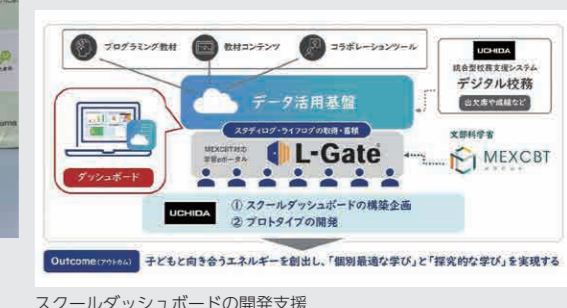 プログラミング教材
教材コンテンツ
コラボレーションツール
UCHIDA
統合型校務支援システム
デジタル校務
出欠席や成績など
データ活用基盤
スタディログ・ライフログの取得・蓄積
MEXCBT対応
学習eポータル
L-Gate
文部科学省
MEXCBT
ダッシュボード
UCHIDA
① スクールダッシュボードの構築企画
② プロトタイプの開発
Outcome(アウトカム) 子どもと向き合うエネルギーを創出し、「個別最適な学び」と「探究的な学び」を実現する
スクールダッシュボードの開発支援